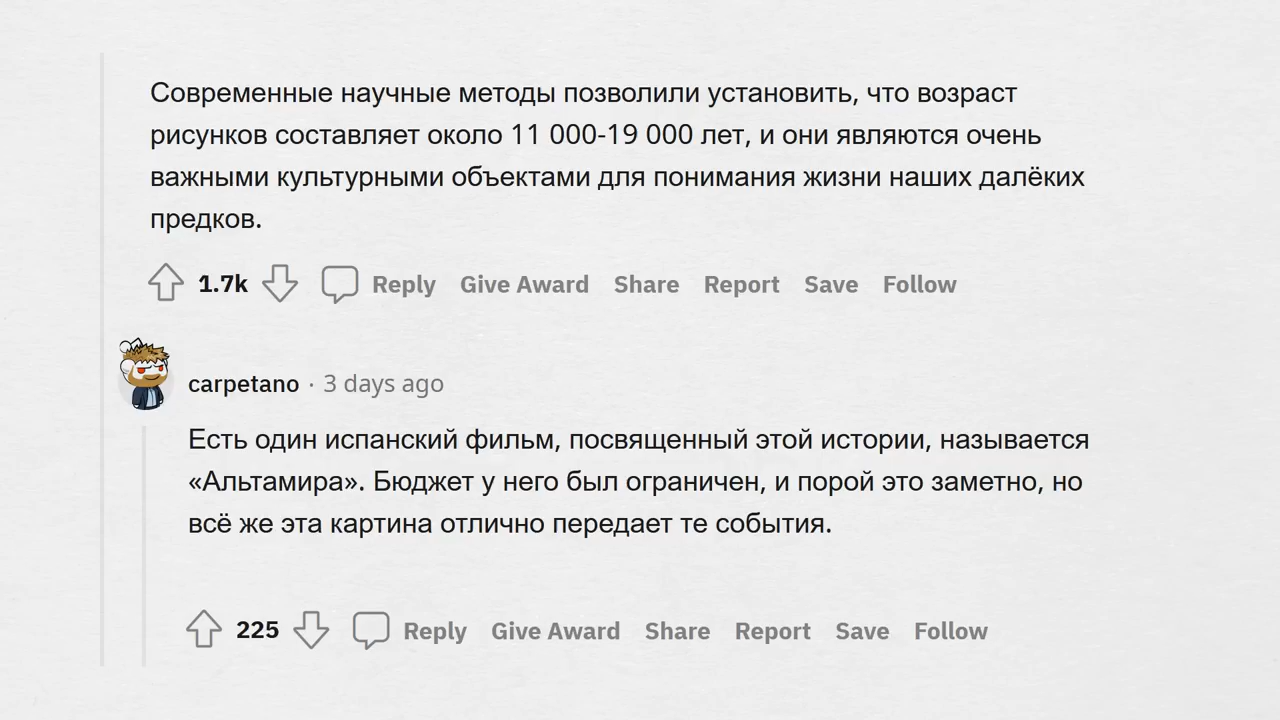 Современные научные методы позволили установить, что возраст
рисунков составляет около 11 000-19 000 лет, и они являются очень
важными культурными объектами для понимания жизни наших далёких
предков.
1.7k Reply Give Award Share Report Save Follow
carpetano · 3 days ago
Есть один испанский фильм, посвященный этой истории, называется
«Альтамира». Бюджет у него был ограничен, и порой это заметно, но
всё же эта картина отлично передает те события.
225 Reply Give Award Share Report Save Follow